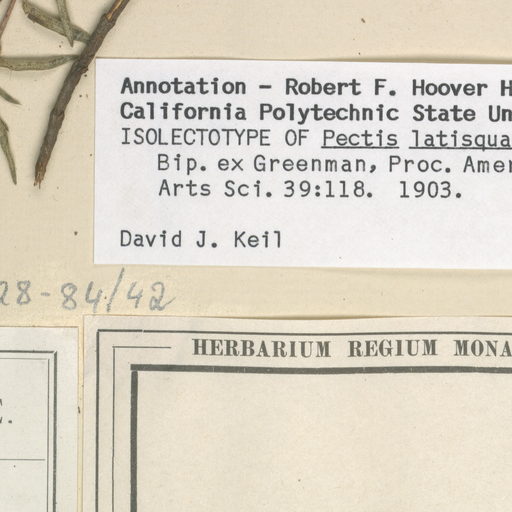 Annotation – Robert F. Hoover H
California Polytechnic State Un
ISOLECTOTYPE OF Pectis latisqua
Bip. ex Greenman, Proc. Amer
Arts Sci. 39:118. 1903.
David J. Keil
28-84/42
HERBARIUM REGIUM MONA